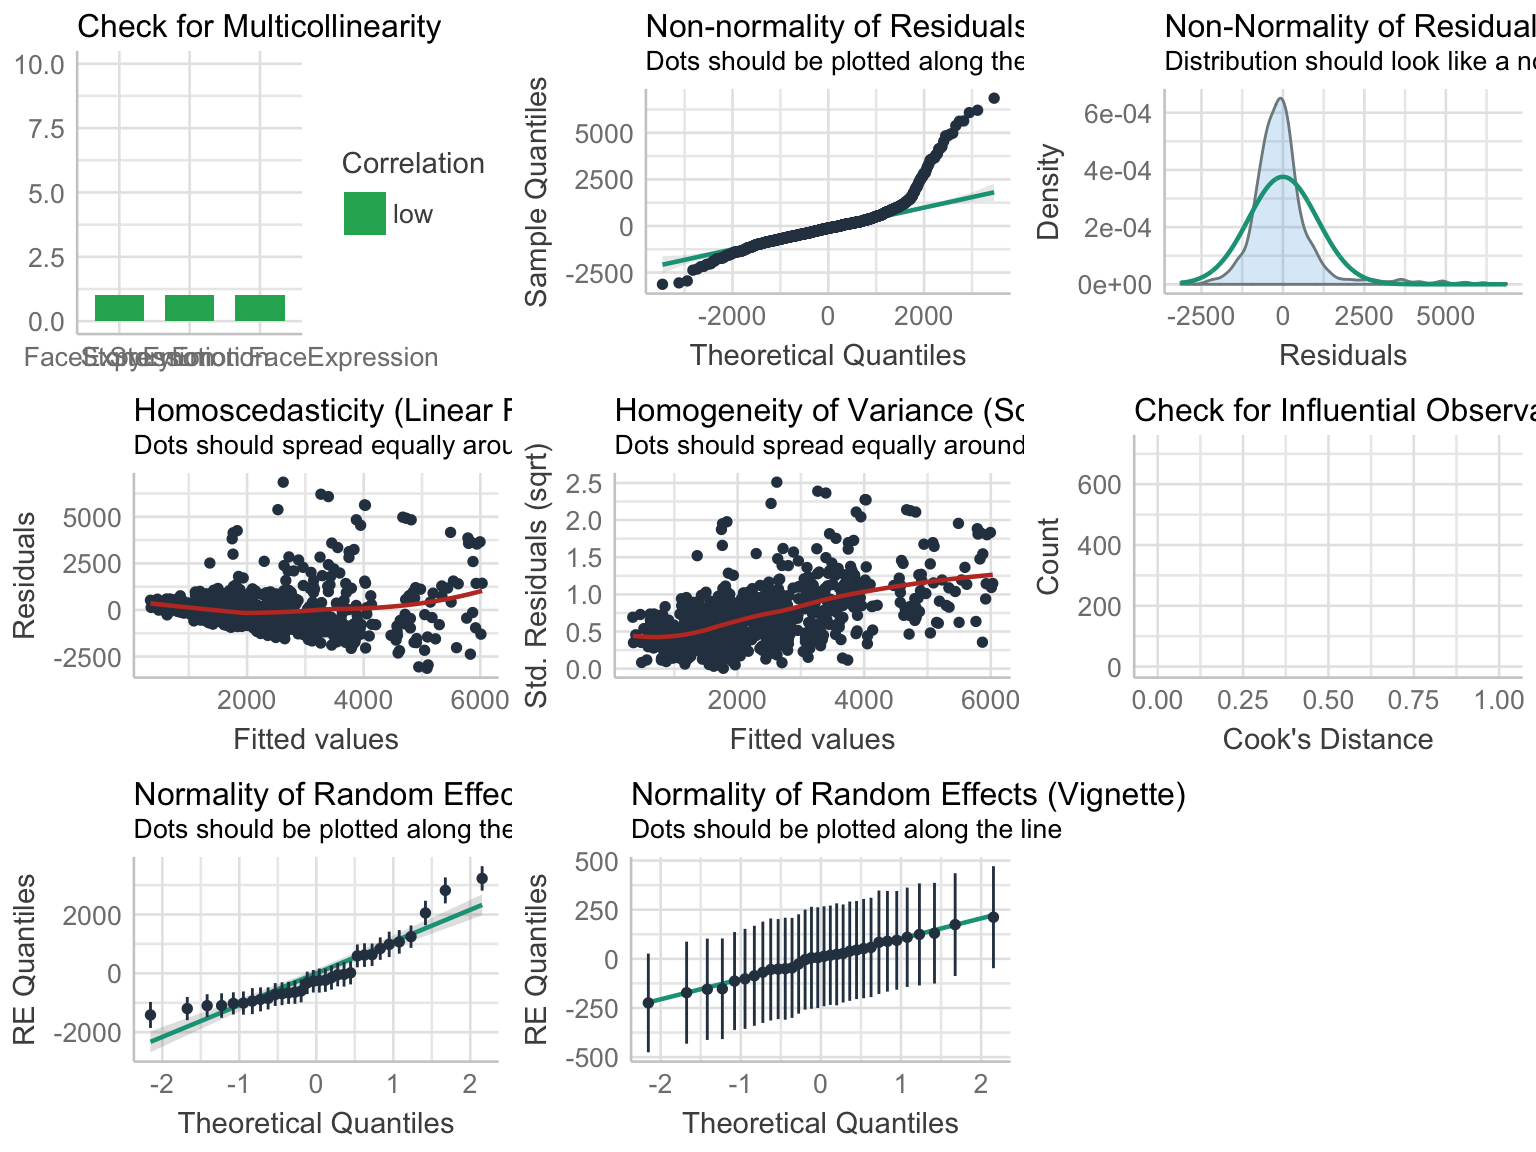 Check for Multicollinearity
10.0
7.5
5.0
2.5
0.0
Correlation
low
FaceExpression
StoryEmotion
StoryEmotion:FaceExpression
Non-normality of Residuals
Dots should be plotted along the
Sample Quantiles
5000
2500
0
-2500
-2000 0 2000
Theoretical Quantiles
Non-Normality of Residual
Distribution should look like a no
Density
6e-04
4e-04
2e-04
0e+00
-2500 0 2500 5000
Residuals
Homoscedasticity (Linear R
Dots should spread equally arou
Residuals
5000
2500
0
-2500
2000 4000 6000
Fitted values
Homogeneity of Variance (Sc
Dots should spread equally around
Std. Residuals (sqrt)
2.5
2.0
1.5
1.0
0.5
0.0
2000 4000 6000
Fitted values
Check for Influential Observa
Count
600
400
200
0
0.00 0.25 0.50 0.75 1.00
Cook's Distance
Normality of Random Effec
Dots should be plotted along the
RE Quantiles
2000
0
-2000
-2 -1 0 1 2
Theoretical Quantiles
Normality of Random Effects (Vignette)
Dots should be plotted along the line
RE Quantiles
500
250
0
-250
-500
-2 -1 0 1 2
Theoretical Quantiles